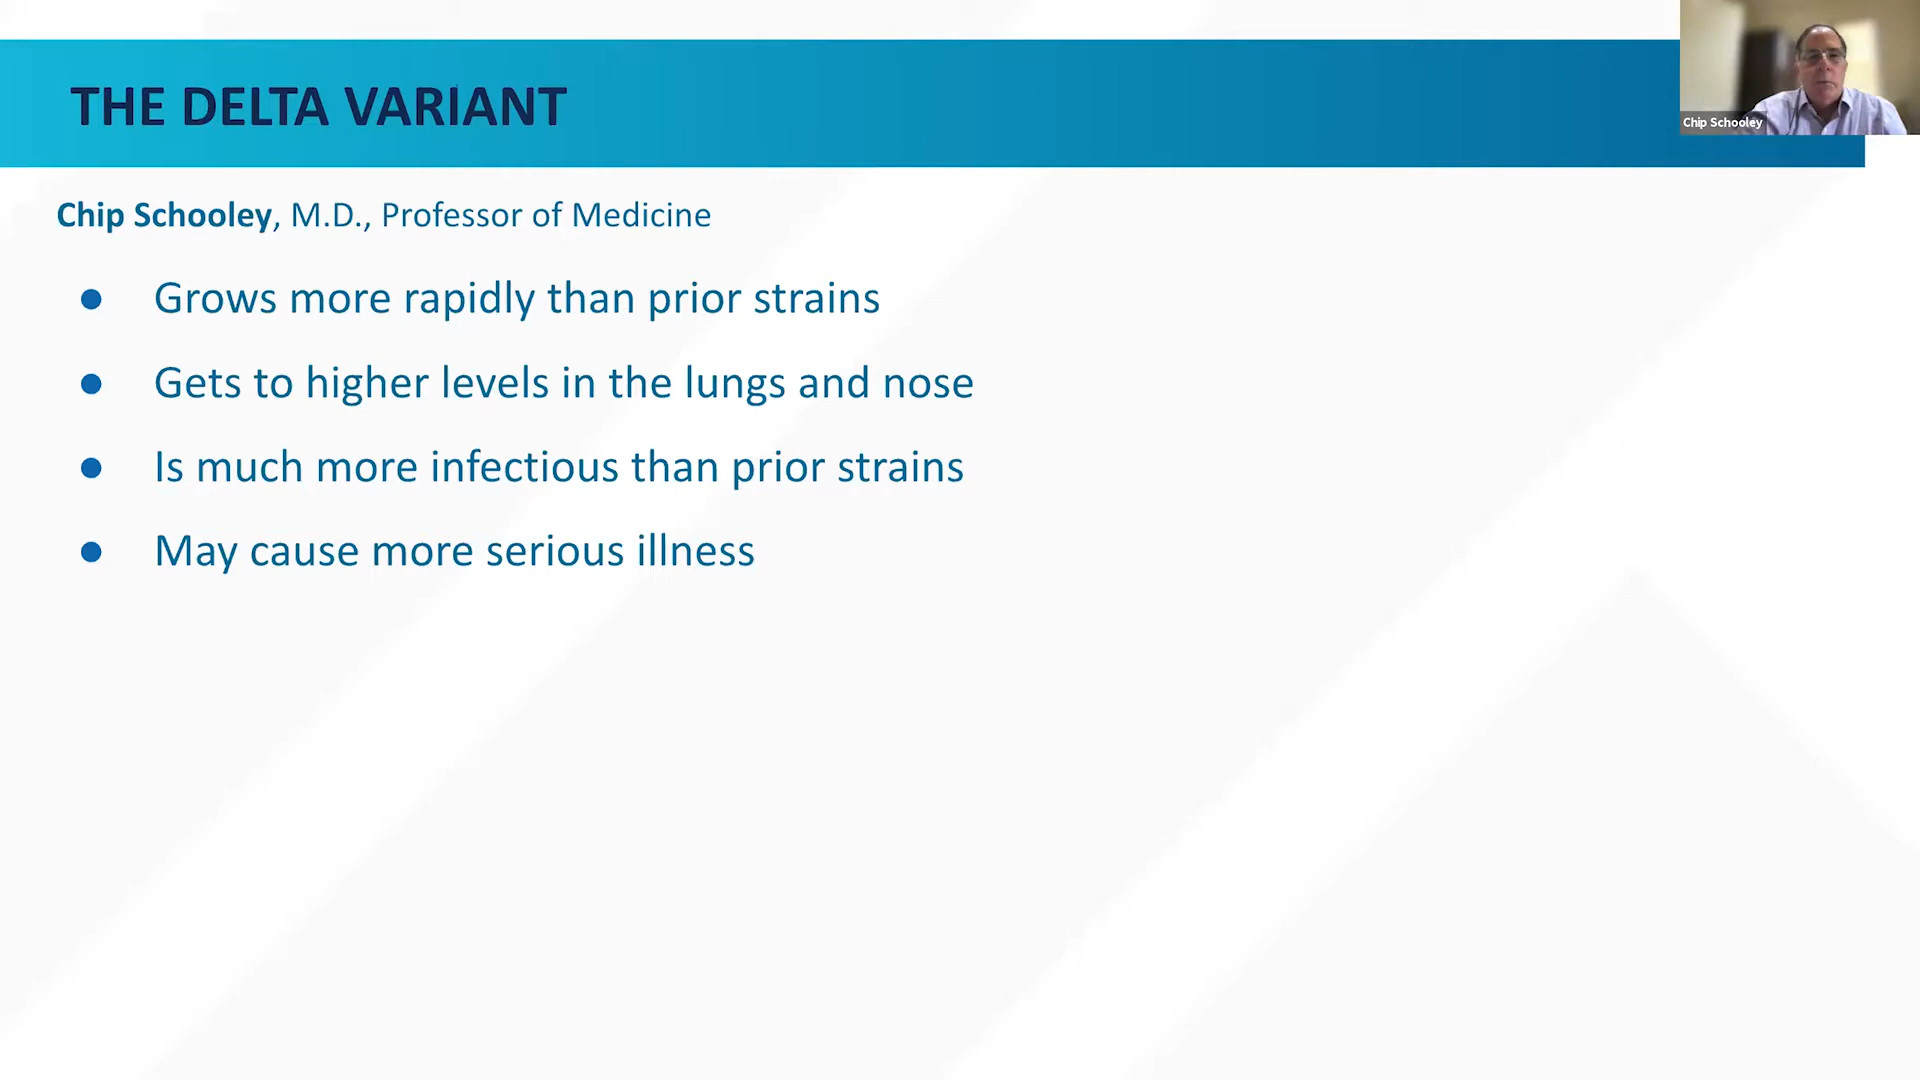 THE DELTA VARIANT
Chip Schooley
Chip Schooley, M.D., Professor of Medicine
● Grows more rapidly than prior strains
● Gets to higher levels in the lungs and nose
● Is much more infectious than prior strains
● May cause more serious illness